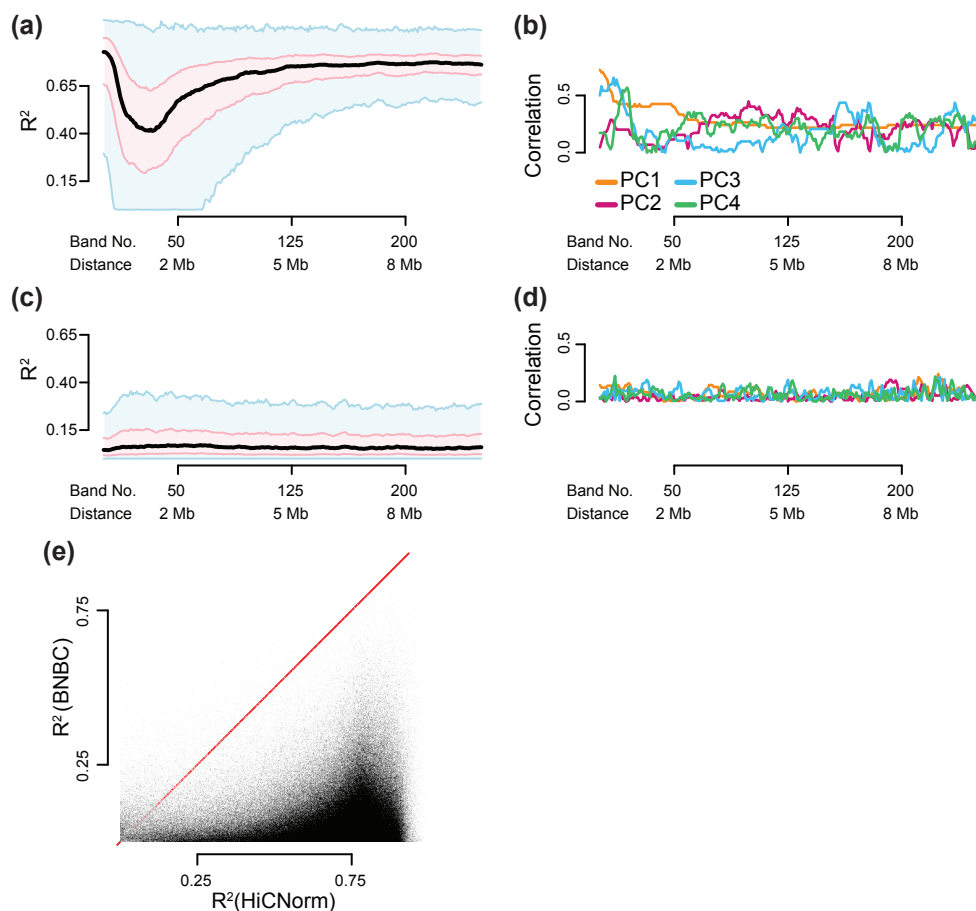 (a)
R²
0.65
0.40
0.15
Band No. 50 125 200
Distance 2 Mb 5 Mb 8 Mb
(b)
Correlation
0.5
0.0
PC1 PC3
PC2 PC4
Band No. 50 125 200
Distance 2 Mb 5 Mb 8 Mb
(c)
R²
0.65
0.40
0.15
Band No. 50 125 200
Distance 2 Mb 5 Mb 8 Mb
(d)
Correlation
0.5
0.0
Band No. 50 125 200
Distance 2 Mb 5 Mb 8 Mb
(e)
R² (BNBC)
0.75
0.25
0.25 0.75
R²(HiCNorm)